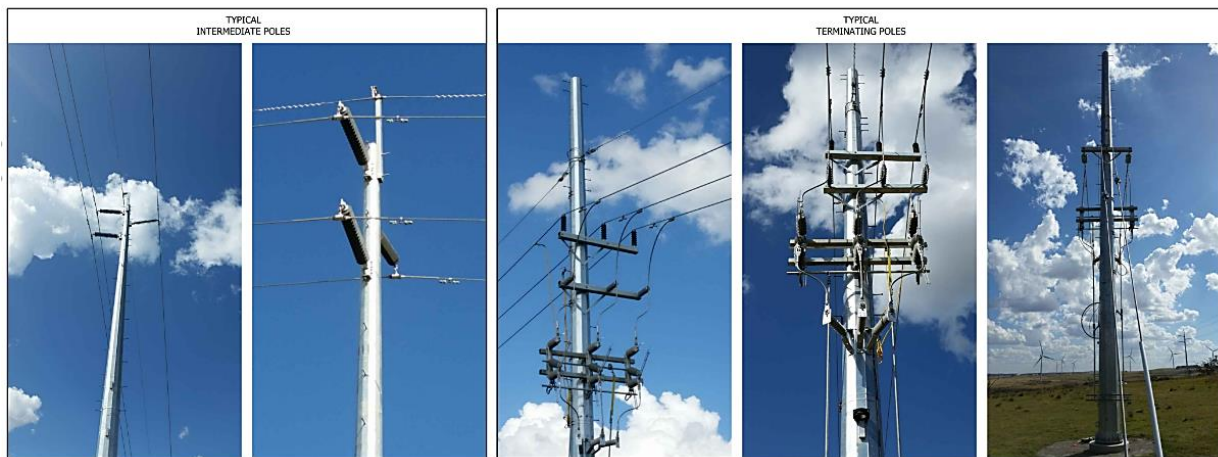 TYPICAL
INTERMEDIATE POLES
TYPICAL
TERMINATING POLES